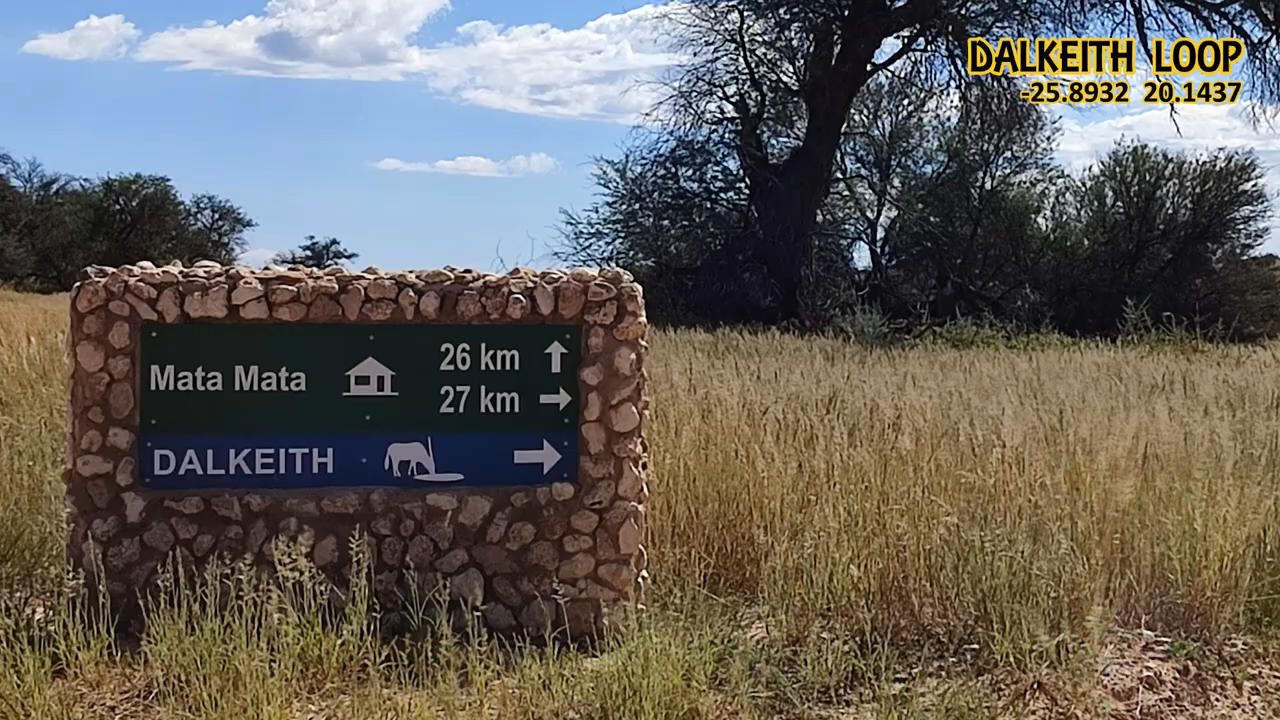 DALKEITH LOOP
-25.8932 20.1437
Mata Mata 26 km
27 km
DALKEITH